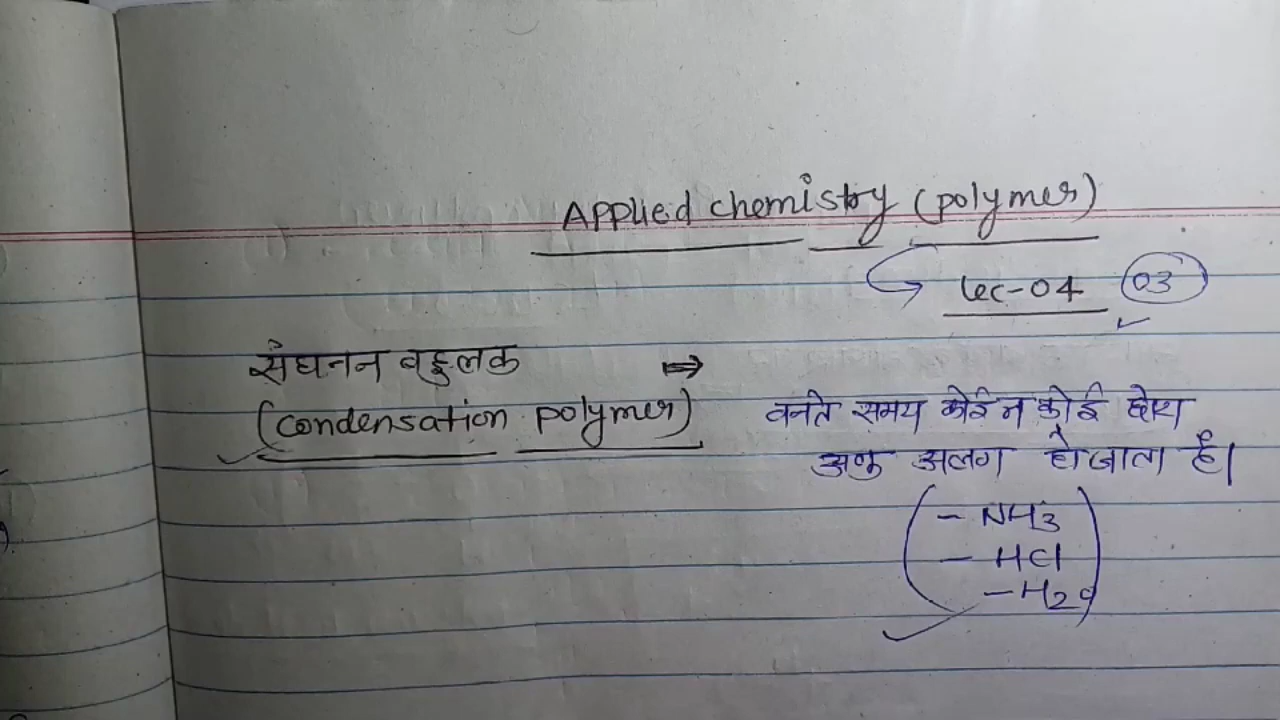 Applied chemistry (polymer)
Lec-04 03
संघनन बहुलक ⇒
(condensation polymer) बनते समय कोई न कोई छोटा
अणु अलग हो जाता है।
- NH3
- HCl
- H2O